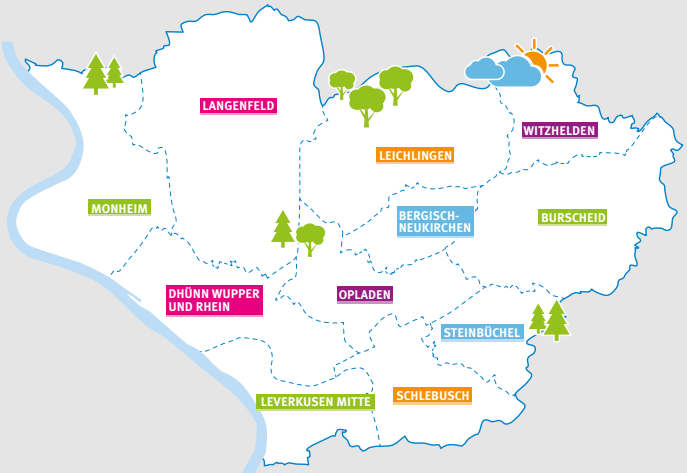 LANGENFELD
WITZHELDEN
LEICHLINGEN
MONHEIM
BERGISCH-
NEUKIRCHEN
BURSCHEID
DHÜNN WUPPER
UND RHEIN
OPLADEN
STEINBÜCHEL
LEVERKUSEN MITTE
SCHLEBUSCH